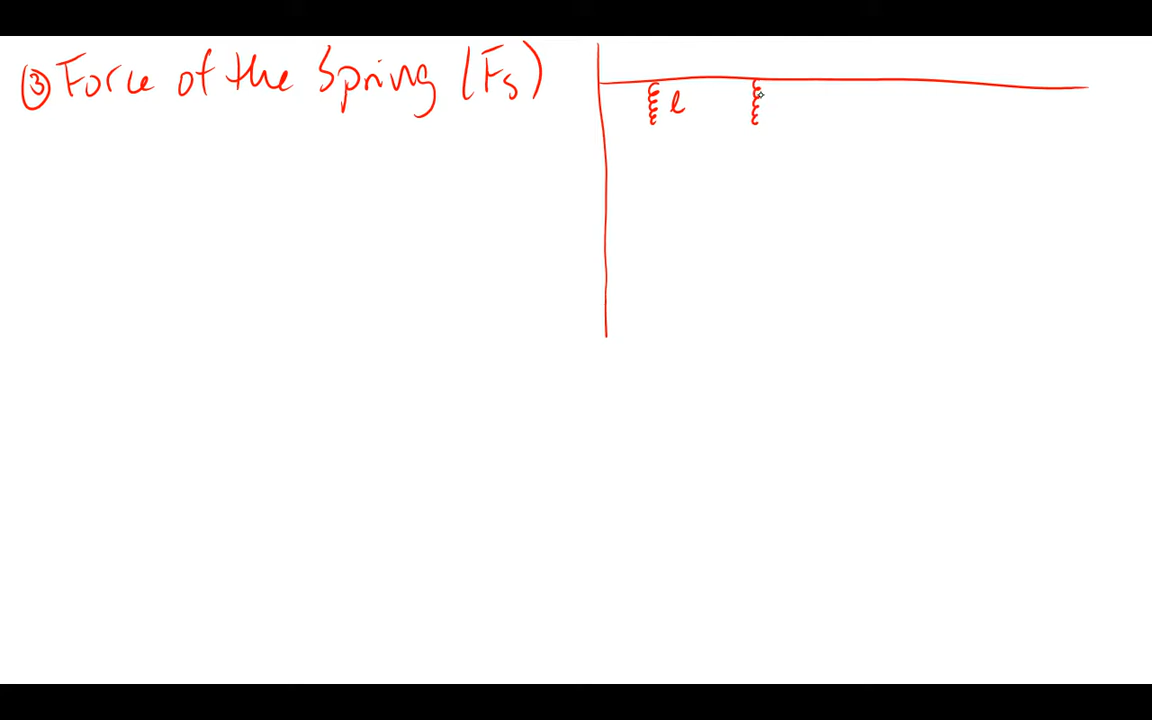 ③ Force of the Spring (Fs)
l